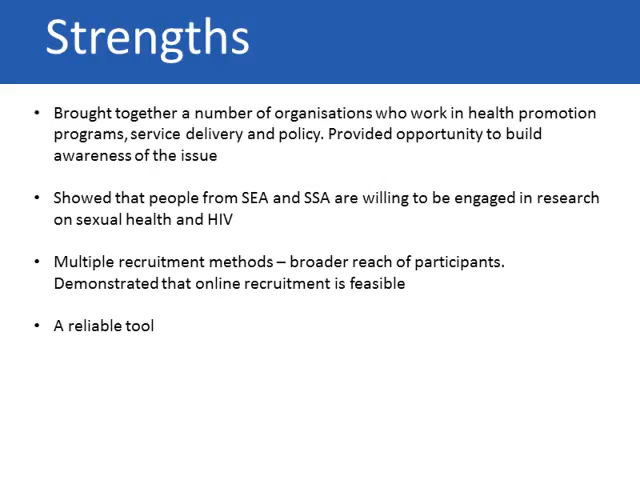 Strengths
• Brought together a number of organisations who work in health promotion
programs, service delivery and policy. Provided opportunity to build
awareness of the issue
• Showed that people from SEA and SSA are willing to be engaged in research
on sexual health and HIV
• Multiple recruitment methods – broader reach of participants.
Demonstrated that online recruitment is feasible
• A reliable tool